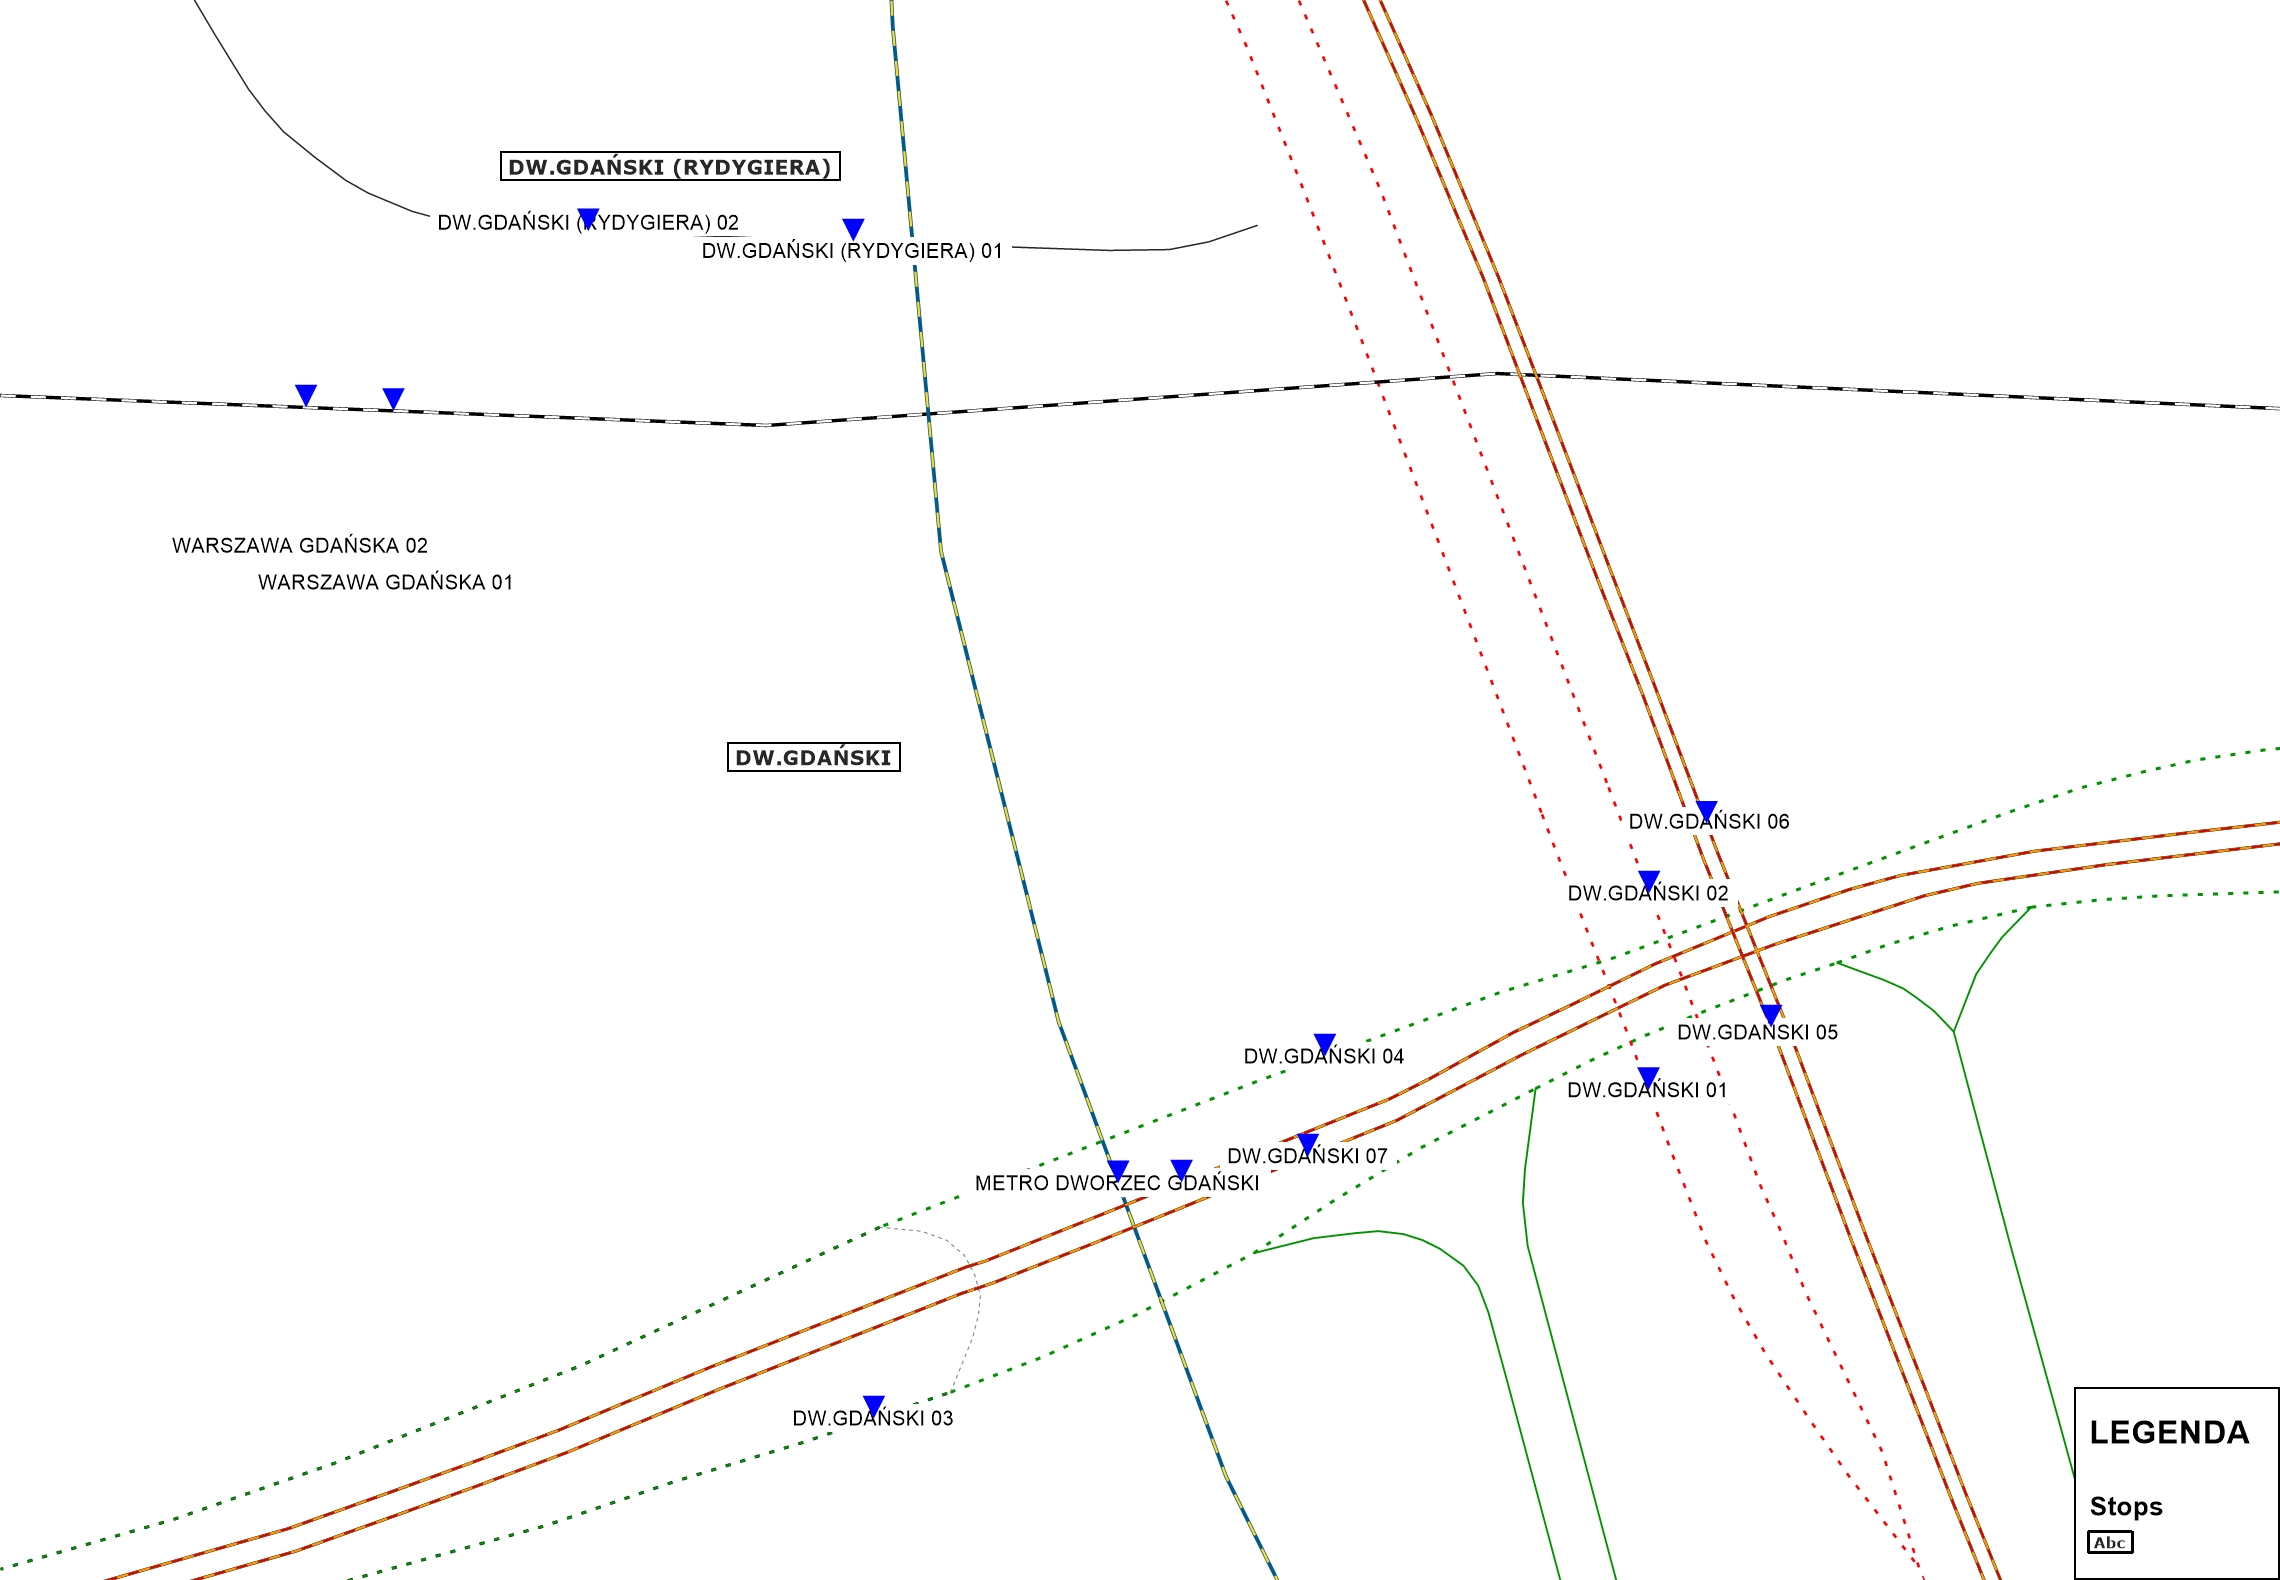 DW.GDAŃSKI (RYDYGIERA)
DW.GDAŃSKI (RYDYGIERA) 02
DW.GDAŃSKI (RYDYGIERA) 01
WARSZAWA GDAŃSKA 02
WARSZAWA GDAŃSKA 01
DW.GDAŃSKI
DW.GDAŃSKI 06
DW.GDAŃSKI 02
DW.GDAŃSKI 05
DW.GDAŃSKI 04
DW.GDAŃSKI 01
DW.GDAŃSKI 07
METRO DWORZEC GDAŃSKI
DW.GDAŃSKI 03
LEGENDA
Stops
Abc